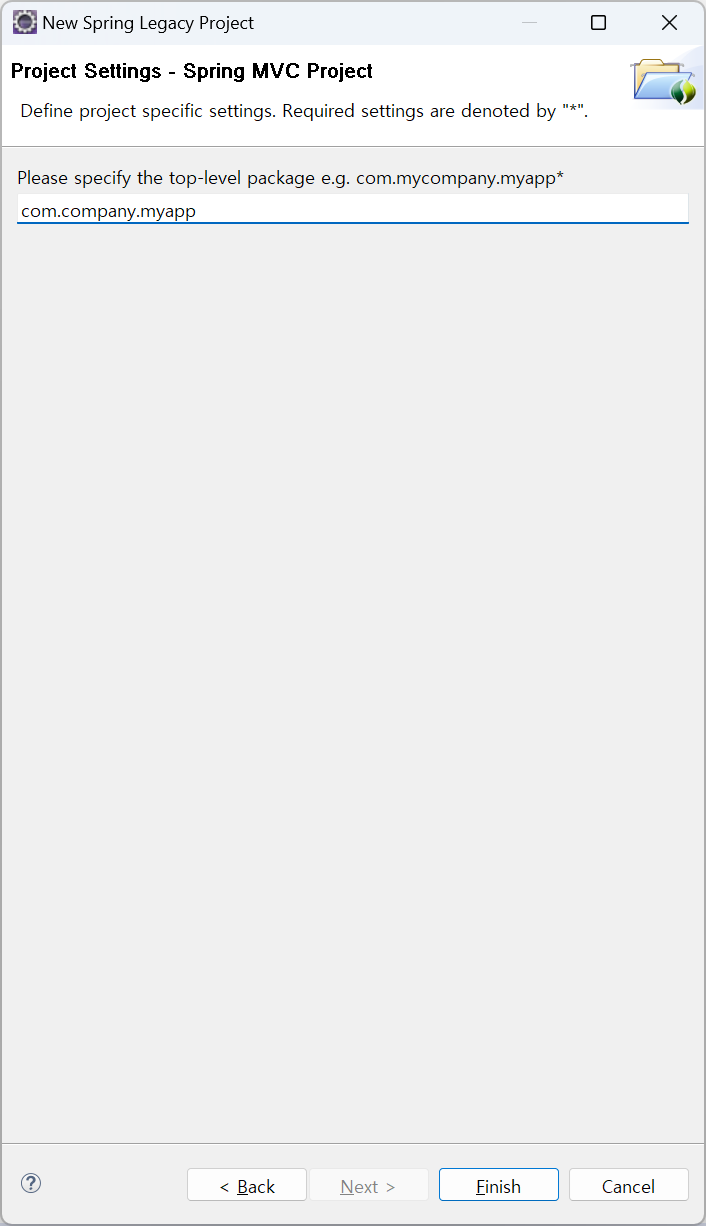 New Spring Legacy Project
Project Settings - Spring MVC Project
Define project specific settings. Required settings are denoted by "*".
Please specify the top-level package e.g. com.mycompany.myapp*
com.company.myapp
?
< Back
Next >
Finish
Cancel